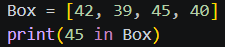 Box = [42, 39, 45, 40]
print(45 in Box)